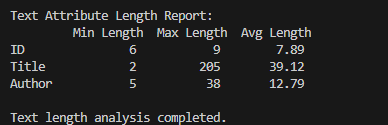 Text Attribute Length Report:
Min Length Max Length Avg Length
ID 6 9 7.89
Title 2 205 39.12
Author 5 38 12.79
Text length analysis completed.